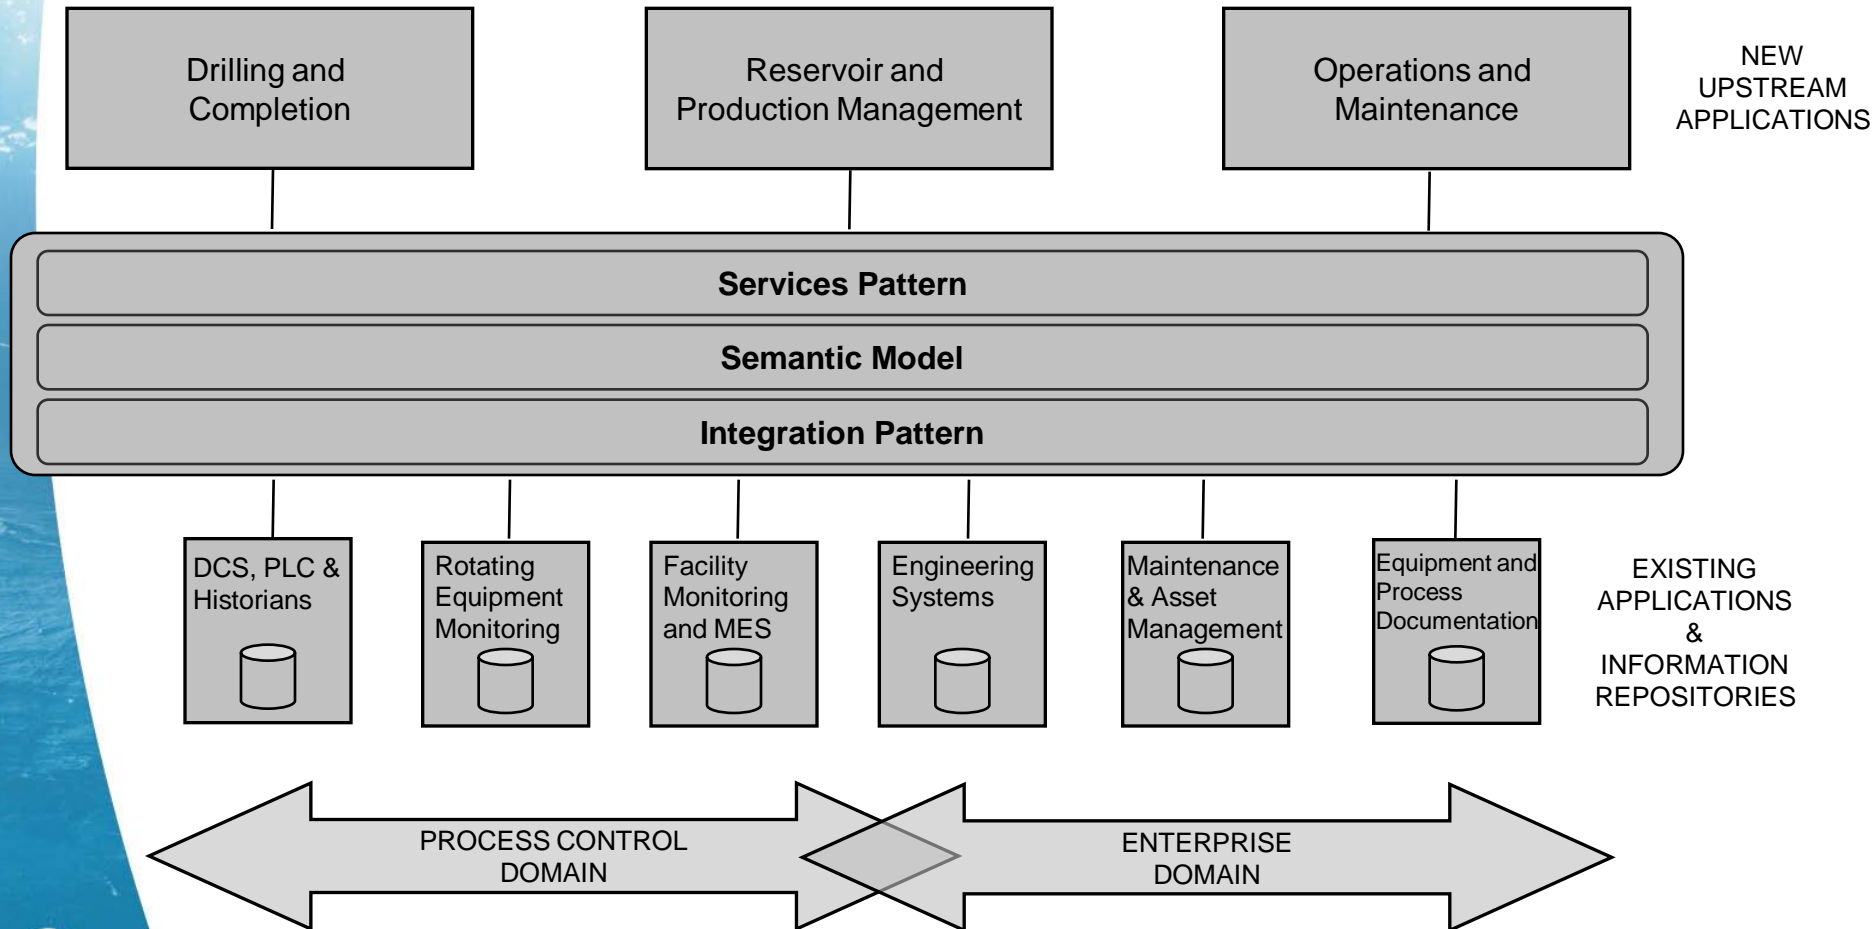 Drilling and
Completion
Reservoir and
Production Management
Operations and
Maintenance
NEW
UPSTREAM
APPLICATIONS
Services Pattern
Semantic Model
Integration Pattern
DCS, PLC &
Historians
Rotating
Equipment
Monitoring
Facility
Monitoring
and MES
Engineering
Systems
Maintenance
& Asset
Management
Equipment and
Process
Documentation
EXISTING
APPLICATIONS
&
INFORMATION
REPOSITORIES
PROCESS CONTROL
DOMAIN
ENTERPRISE
DOMAIN